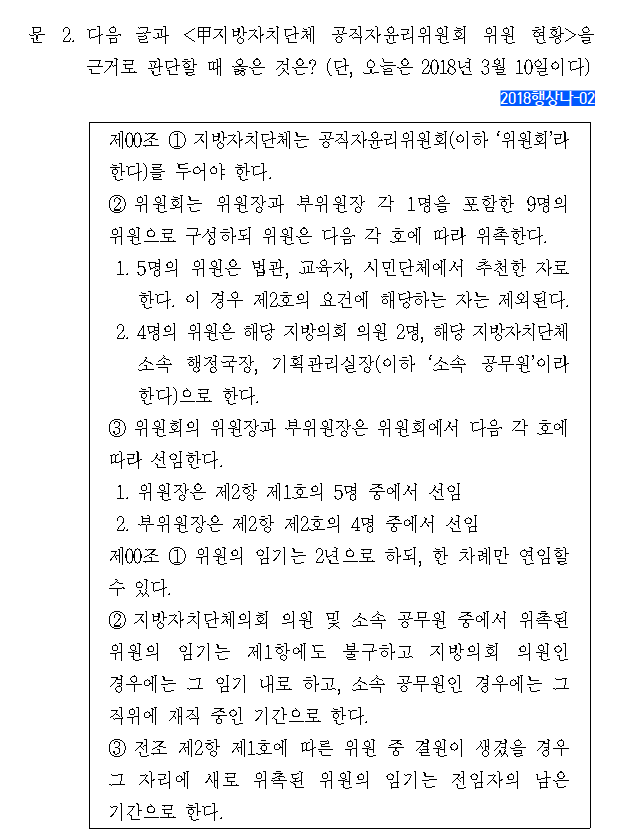 문 2. 다음 글과 <甲지방자치단체 공직자윤리위원회 위원 현황>을
근거로 판단할 때 옳은 것은? (단, 오늘은 2018년 3월 10일이다)
2018행상나-02
제00조 ① 지방자치단체는 공직자윤리위원회(이하 ‘위원회’라
한다)를 두어야 한다.
② 위원회는 위원장과 부위원장 각 1명을 포함한 9명의
위원으로 구성하되 위원은 다음 각 호에 따라 위촉한다.
1. 5명의 위원은 법관, 교육자, 시민단체에서 추천한 자로
한다. 이 경우 제2호의 요건에 해당하는 자는 제외된다.
2. 4명의 위원은 해당 지방의회 의원 2명, 해당 지방자치단체
소속 행정국장, 기획관리실장(이하 ‘소속 공무원’이라
한다)으로 한다.
③ 위원회의 위원장과 부위원장은 위원회에서 다음 각 호에
따라 선임한다.
1. 위원장은 제2항 제1호의 5명 중에서 선임
2. 부위원장은 제2항 제2호의 4명 중에서 선임
제00조 ① 위원의 임기는 2년으로 하되, 한 차례만 연임할
수 있다.
② 지방자치단체의회 의원 및 소속 공무원 중에서 위촉된
위원의 임기는 제1항에도 불구하고 지방의회 의원인
경우에는 그 임기 내로 하고, 소속 공무원인 경우에는 그
직위에 재직 중인 기간으로 한다.
③ 전조 제2항 제1호에 따른 위원 중 결원이 생겼을 경우
그 자리에 새로 위촉된 위원의 임기는 전임자의 남은
기간으로 한다.